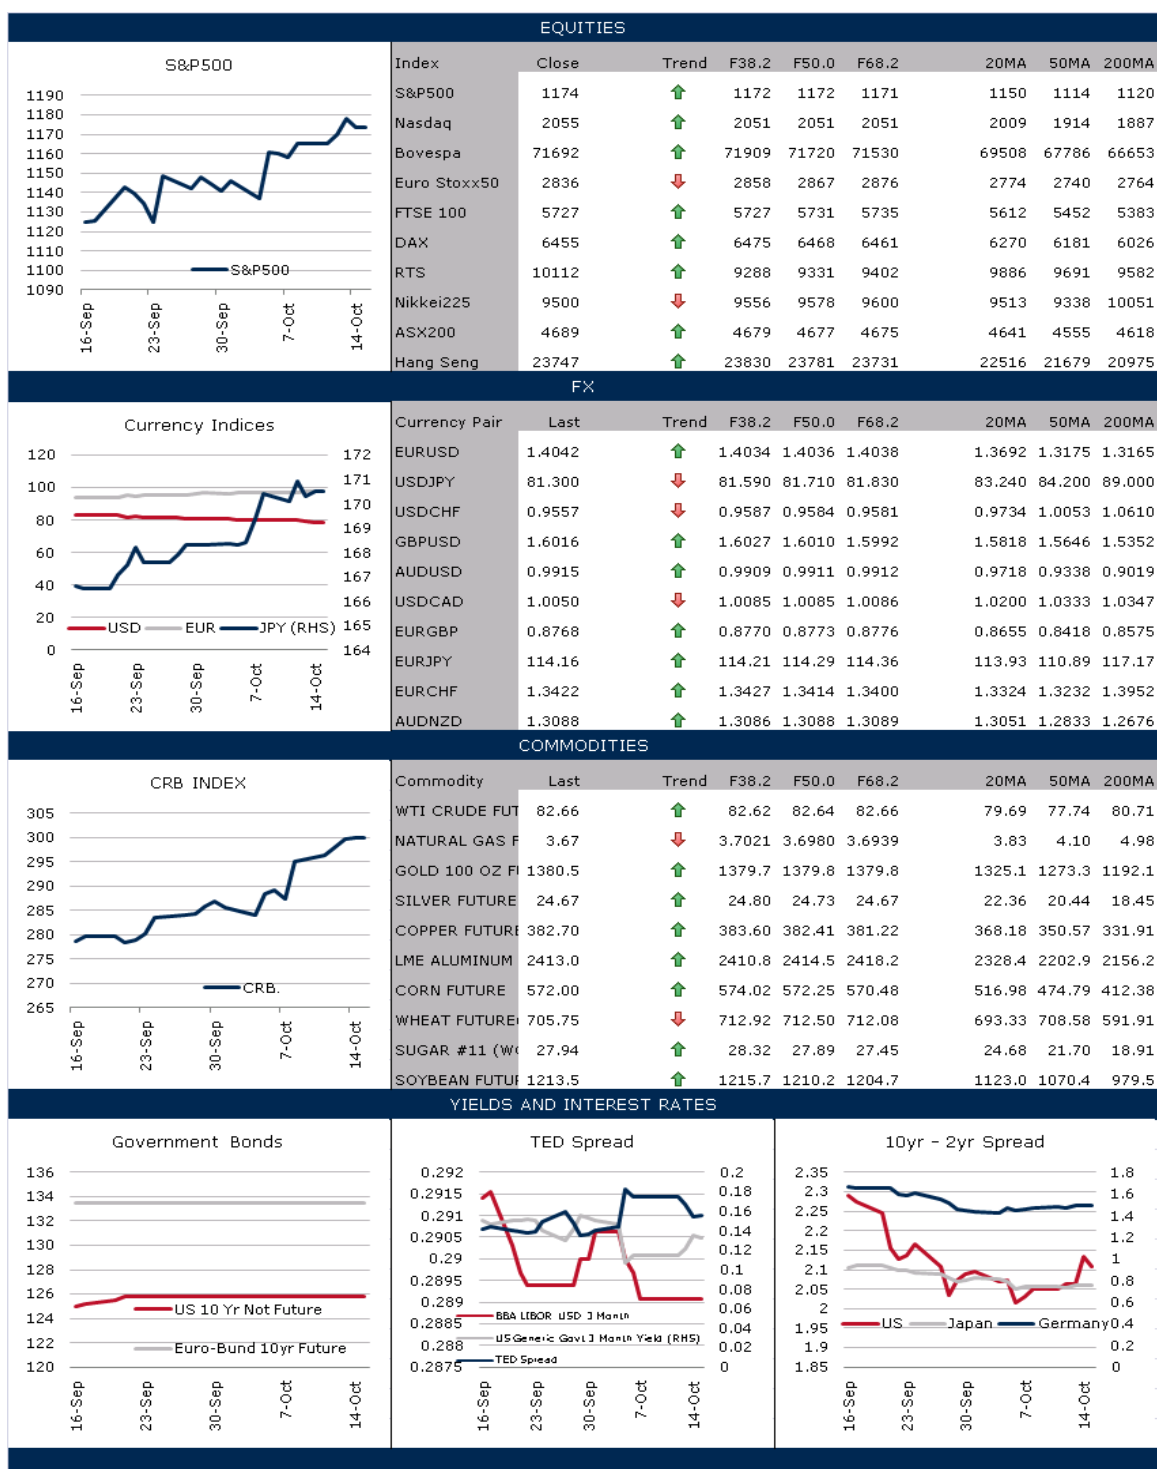 EQUITIES
S&P500
1190
1180
1170
1160
1150
1140
1130
1120
1110
1100
1090
S&P500
16-Sep
23-Sep
30-Sep
7-Oct
14-Oct
Index Close Trend F38.2 F50.0 F68.2 20MA 50MA 200MA
S&P500 1174 1172 1172 1171 1150 1114 1120
Nasdaq 2055 2051 2051 2051 2009 1914 1887
Bovespa 71692 71909 71720 71530 69508 67786 66653
Euro Stoxx50 2836 2858 2867 2876 2774 2740 2764
FTSE 100 5727 5727 5731 5735 5612 5452 5383
DAX 6455 6475 6468 6461 6270 6181 6026
RTS 10112 9288 9331 9402 9886 9691 9582
Nikkei225 9500 9556 9578 9600 9513 9338 10051
ASX200 4689 4679 4677 4675 4641 4555 4618
Hang Seng 23747 23830 23781 23731 22516 21679 20975
FX
Currency Indices
120
100
80
60
40
20
0
172
171
170
169
168
167
166
165
164
USD EUR JPY (RHS)
16-Sep
23-Sep
30-Sep
7-Oct
14-Oct
Currency Pair Last Trend F38.2 F50.0 F68.2 20MA 50MA 200MA
EURUSD 1.4042 1.4034 1.4036 1.4038 1.3692 1.3175 1.3165
USDJPY 81.300 81.590 81.710 81.830 83.240 84.200 89.000
USDCHF 0.9557 0.9587 0.9584 0.9581 0.9734 1.0053 1.0610
GBPUSD 1.6016 1.6027 1.6010 1.5992 1.5818 1.5646 1.5352
AUDUSD 0.9915 0.9909 0.9911 0.9912 0.9718 0.9338 0.9019
USDCAD 1.0050 1.0085 1.0085 1.0086 1.0200 1.0333 1.0347
EURGBP 0.8768 0.8770 0.8773 0.8776 0.8655 0.8418 0.8575
EURJPY 114.16 114.21 114.29 114.36 113.93 110.89 117.17
EURCHF 1.3422 1.3427 1.3414 1.3400 1.3324 1.3232 1.3952
AUDNZD 1.3088 1.3086 1.3088 1.3089 1.3051 1.2833 1.2676
COMMODITIES
CRB INDEX
305
300
295
290
285
280
275
270
265
CRB.
16-Sep
23-Sep
30-Sep
7-Oct
14-Oct
Commodity Last Trend F38.2 F50.0 F68.2 20MA 50MA 200MA
WTI CRUDE FUT 82.66 82.62 82.64 82.66 79.69 77.74 80.71
NATURAL GAS F 3.67 3.7021 3.6980 3.6939 3.83 4.10 4.98
GOLD 100 OZ FU 1380.5 1379.7 1379.8 1379.8 1325.1 1273.3 1192.1
SILVER FUTURE 24.67 24.80 24.73 24.67 22.36 20.44 18.45
COPPER FUTURE 382.70 383.60 382.41 381.22 368.18 350.57 331.91
LME ALUMINUM 2413.0 2410.8 2414.5 2418.2 2328.4 2202.9 2156.2
CORN FUTURE 572.00 574.02 572.25 570.48 516.98 474.79 412.38
WHEAT FUTURE( 705.75 712.92 712.50 712.08 693.33 708.58 591.91
SUGAR #11 (WO 27.94 28.32 27.89 27.45 24.68 21.70 18.91
SOYBEAN FUTUR 1213.5 1215.7 1210.2 1204.7 1123.0 1070.4 979.5
YIELDS AND INTEREST RATES
Government Bonds
136
134
132
130
128
126
124
122
120
US 10 Yr Not Future
Euro-Bund 10yr Future
16-Sep
23-Sep
30-Sep
7-Oct
14-Oct
TED Spread
0.292
0.2915
0.291
0.2905
0.29
0.2895
0.289
0.2885
0.288
0.2875
0.2
0.18
0.16
0.14
0.12
0.1
0.08
0.06
0.04
0.02
0
BBA LIBOR USD 3 Month
US Generic Govt 3 Month Yield (RHS)
TED Spread
16-Sep
23-Sep
30-Sep
7-Oct
14-Oct
10yr - 2yr Spread
2.35
2.3
2.25
2.2
2.15
2.1
2.05
2
1.95
1.9
1.85
1.8
1.6
1.4
1.2
1
0.8
0.6
0.4
0.2
0
US Japan Germany
16-Sep
23-Sep
30-Sep
7-Oct
14-Oct